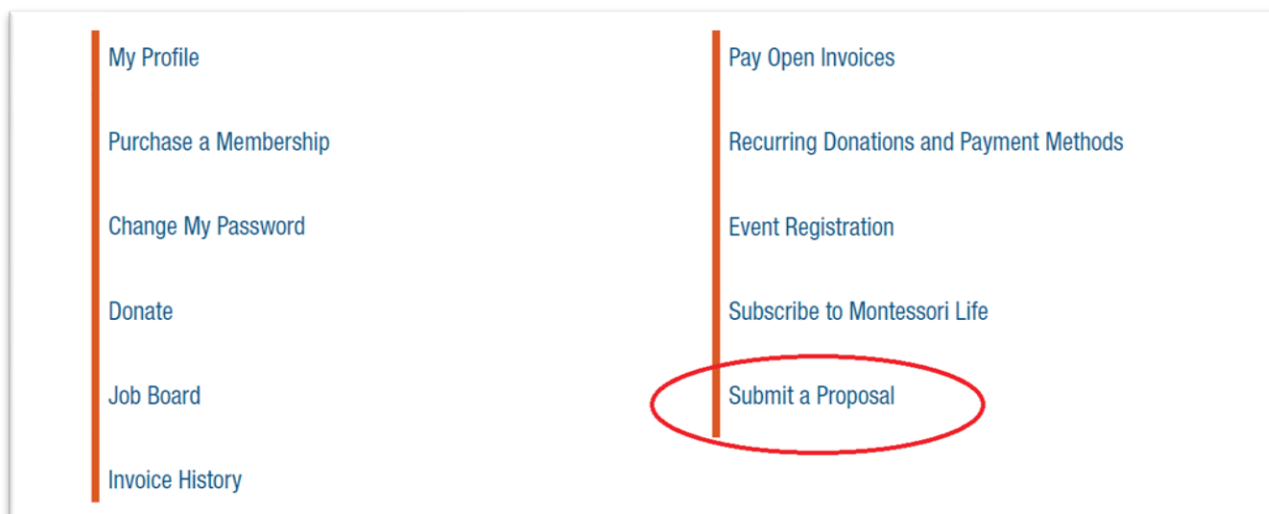 My Profile
Purchase a Membership
Change My Password
Donate
Job Board
Invoice History
Pay Open Invoices
Recurring Donations and Payment Methods
Event Registration
Subscribe to Montessori Life
Submit a Proposal